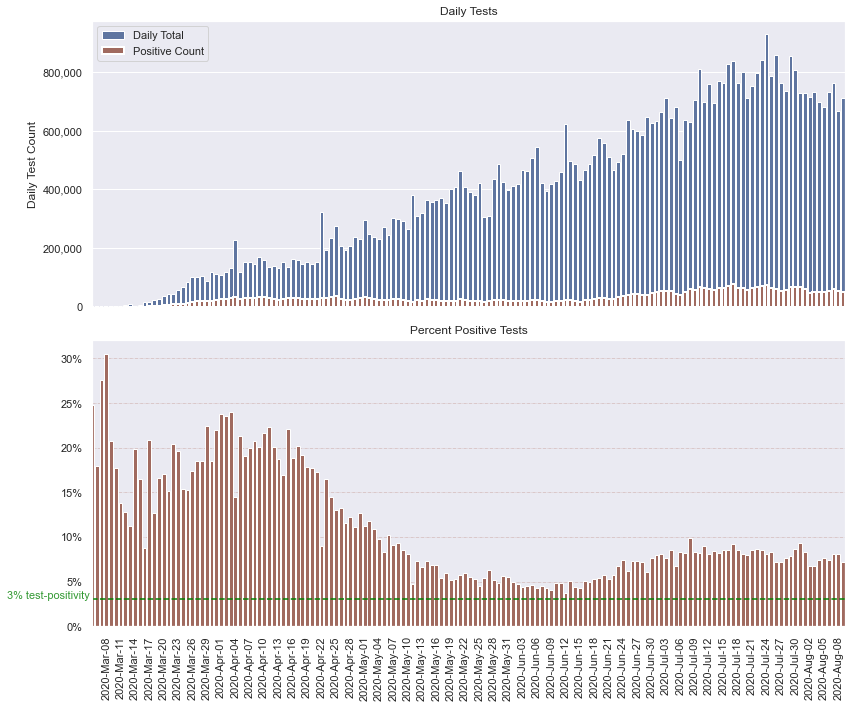 Daily Tests
Daily Total
Positive Count
Daily Test Count
800,000
600,000
400,000
200,000
0
Percent Positive Tests
30%
25%
20%
15%
10%
5%
3% test-positivity
0%
2020-Mar-08
2020-Mar-11
2020-Mar-14
2020-Mar-17
2020-Mar-20
2020-Mar-23
2020-Mar-26
2020-Mar-29
2020-Apr-01
2020-Apr-04
2020-Apr-07
2020-Apr-10
2020-Apr-13
2020-Apr-16
2020-Apr-19
2020-Apr-22
2020-Apr-25
2020-Apr-28
2020-May-01
2020-May-04
2020-May-07
2020-May-10
2020-May-13
2020-May-16
2020-May-19
2020-May-22
2020-May-25
2020-May-28
2020-May-31
2020-Jun-03
2020-Jun-06
2020-Jun-09
2020-Jun-12
2020-Jun-15
2020-Jun-18
2020-Jun-21
2020-Jun-24
2020-Jun-27
2020-Jun-30
2020-Jul-03
2020-Jul-06
2020-Jul-09
2020-Jul-12
2020-Jul-15
2020-Jul-18
2020-Jul-21
2020-Jul-24
2020-Jul-27
2020-Jul-30
2020-Aug-02
2020-Aug-05
2020-Aug-08